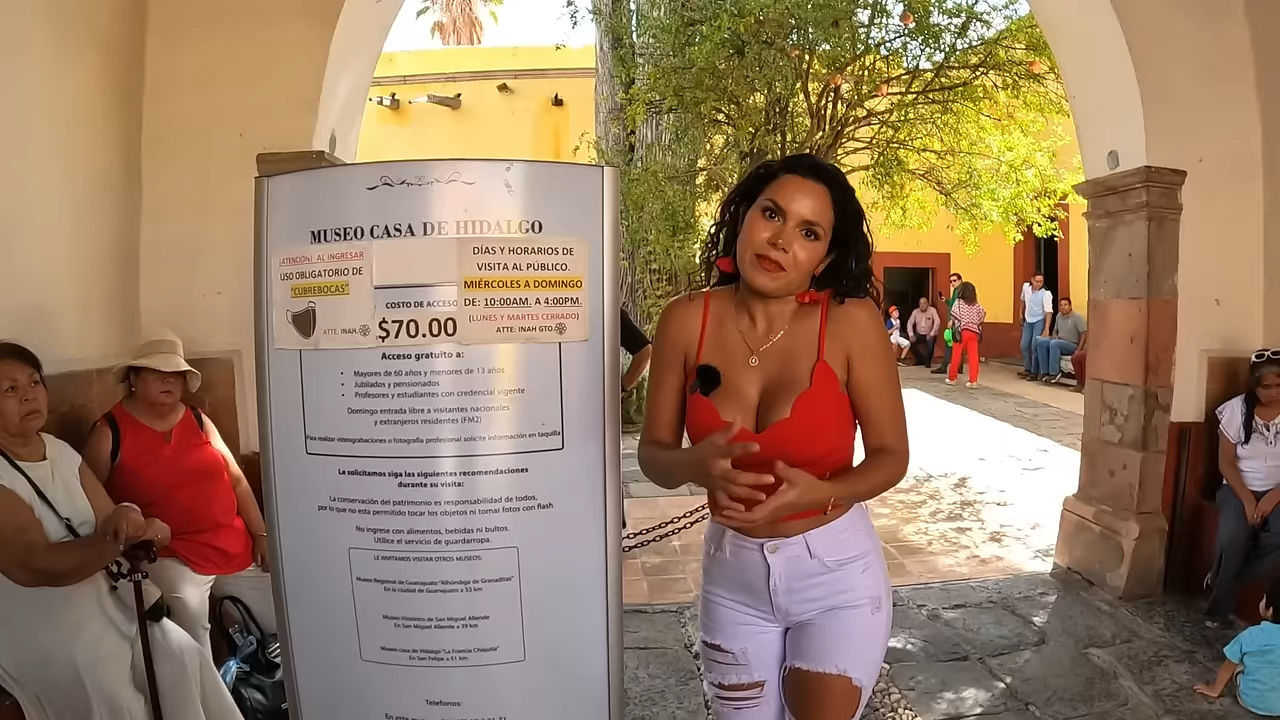 MUSEO CASA DE HIDALGO
ATENCIÓN! AL INGRESAR
USO OBLIGATORIO DE
"CUBREBOCAS"
ATTE: INAH
DÍAS Y HORARIOS DE
VISITA AL PÚBLICO.
MIÉRCOLES A DOMINGO
DE: 10:00AM. A 4:00PM.
(LUNES Y MARTES CERRADO)
ATTE: INAH GTO.
COSTO DE ACCESO
$70.00
Acceso gratuito a:
• Mayores de 60 años y menores de 13 años
• Jubilados y pensionados
• Profesores y estudiantes con credencial vigente
Domingo entrada libre a visitantes nacionales
y extranjeros residentes (FM2)
Para realizar videograbaciones o fotografía profesional solicite información en taquilla
Le solicitamos siga las siguientes recomendaciones
durante su visita:
La conservación del patrimonio es responsabilidad de todos,
por lo que no esta permitido tocar los objetos ni tomar fotos con flash
No ingrese con alimentos, bebidas ni bultos.
Utilice el servicio de guardarropa.
LE INVITAMOS VISITAR OTROS MUSEOS:
Museo Regional de Guanajuato "Alhóndiga de Granaditas"
En la ciudad de Guanajuato a 53 km
Museo Histórico de San Miguel Allende
En San Miguel Allende a 39 km
Museo casa de Hidalgo "La Francia Chiquita"
En San Felipe a 51 km.
Telefonos: